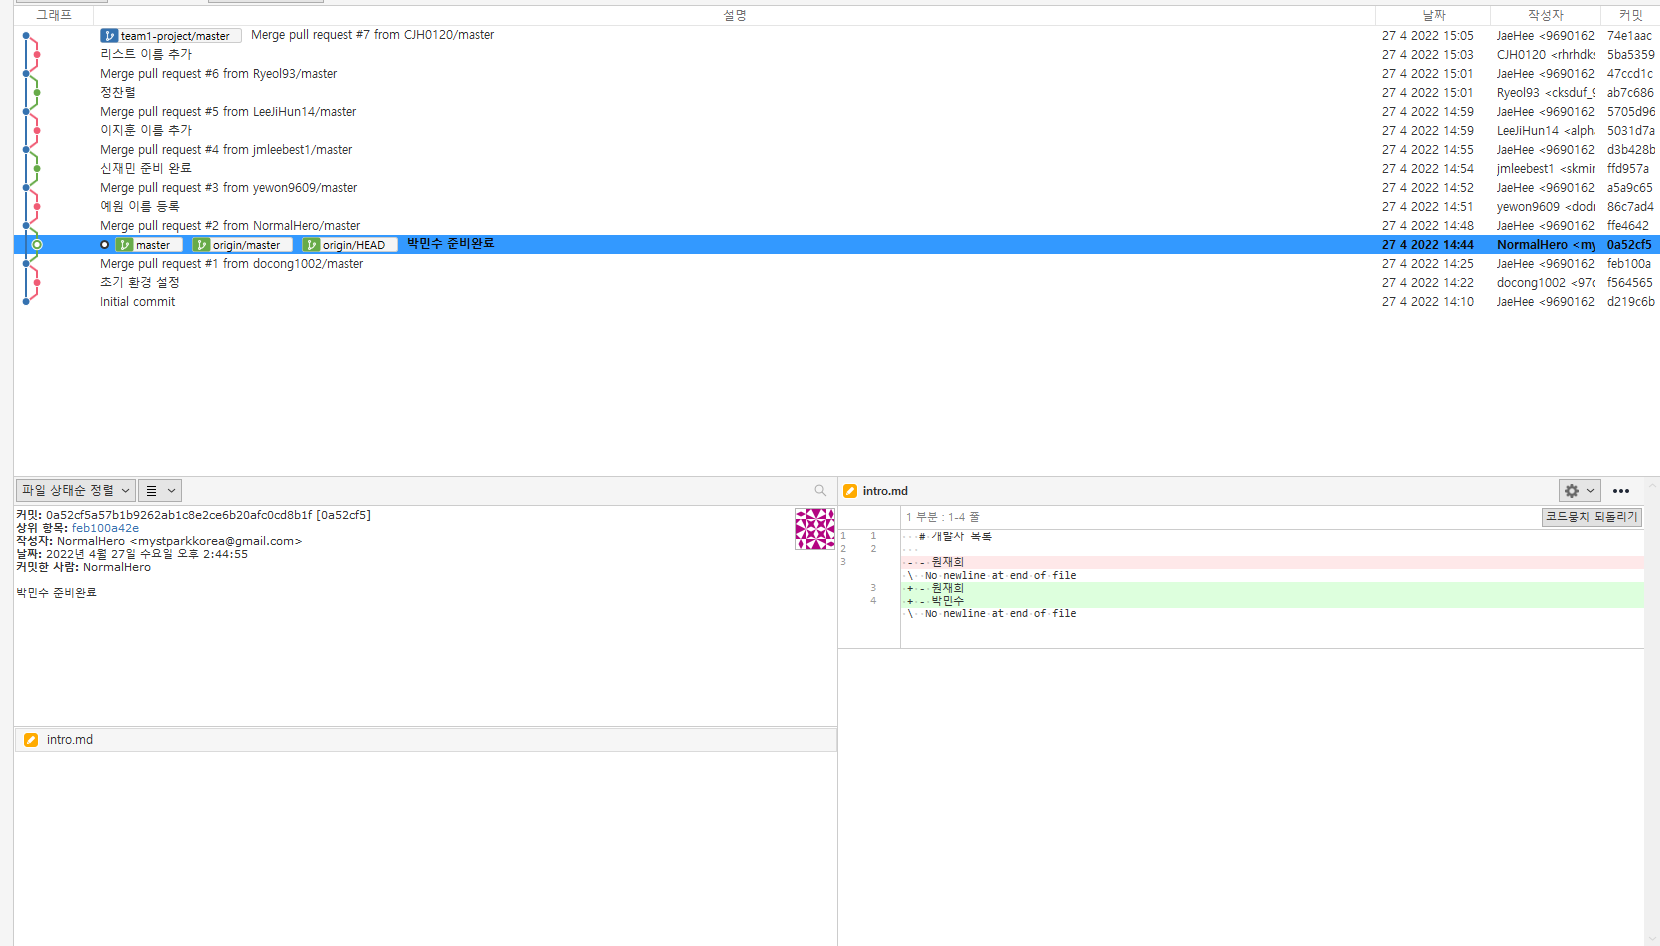 그래프 설명 날짜 작성자 커밋
team1-project/master Merge pull request #7 from CJH0120/master 27 4 2022 15:05 JaeHee <9690162 74e1aac
리스트 이름 추가 27 4 2022 15:03 CJH0120 <rhrhdks 5ba5359
Merge pull request #6 from Ryeol93/master 27 4 2022 15:01 JaeHee <9690162 47ccd1c
정찬렬 27 4 2022 15:01 Ryeol93 <cksduf_9 ab7c686
Merge pull request #5 from LeeJiHun14/master 27 4 2022 14:59 JaeHee <9690162 5705d96
이지훈 이름 추가 27 4 2022 14:59 LeeJiHun14 <alpha 5031d7a
Merge pull request #4 from jmleebest1/master 27 4 2022 14:55 JaeHee <9690162 d3b428b
신재민 준비 완료 27 4 2022 14:54 jmleebest1 <skmin ffd957a
Merge pull request #3 from yewon9609/master 27 4 2022 14:52 JaeHee <9690162 a5a9c65
예원 이름 등록 27 4 2022 14:51 yewon9609 <dodn 86c7ad4
Merge pull request #2 from NormalHero/master 27 4 2022 14:48 JaeHee <9690162 ffe4642
master origin/master origin/HEAD 박민수 준비완료 27 4 2022 14:44 NormalHero <my 0a52cf5
Merge pull request #1 from docong1002/master 27 4 2022 14:25 JaeHee <9690162 feb100a
초기 환경 설정 27 4 2022 14:22 docong1002 <97c f564565
Initial commit 27 4 2022 14:10 JaeHee <9690162 d219c6b
파일 상태순 정렬
커밋: 0a52cf5a57b1b9262ab1c8e2ce6b20afc0cd8b1f [0a52cf5]
상위 항목: feb100a42e
작성자: NormalHero <mystparkkorea@gmail.com>
날짜: 2022년 4월 27일 수요일 오후 2:44:55
커밋한 사람: NormalHero
박민수 준비완료
intro.md
intro.md
1 부분 : 1-4 줄 코드뭉치 되돌리기
1 1 # 개발자 목록
2 2
3 - - 원재희
\ No newline at end of file
3 + - 원재희
4 + - 박민수
\ No newline at end of file